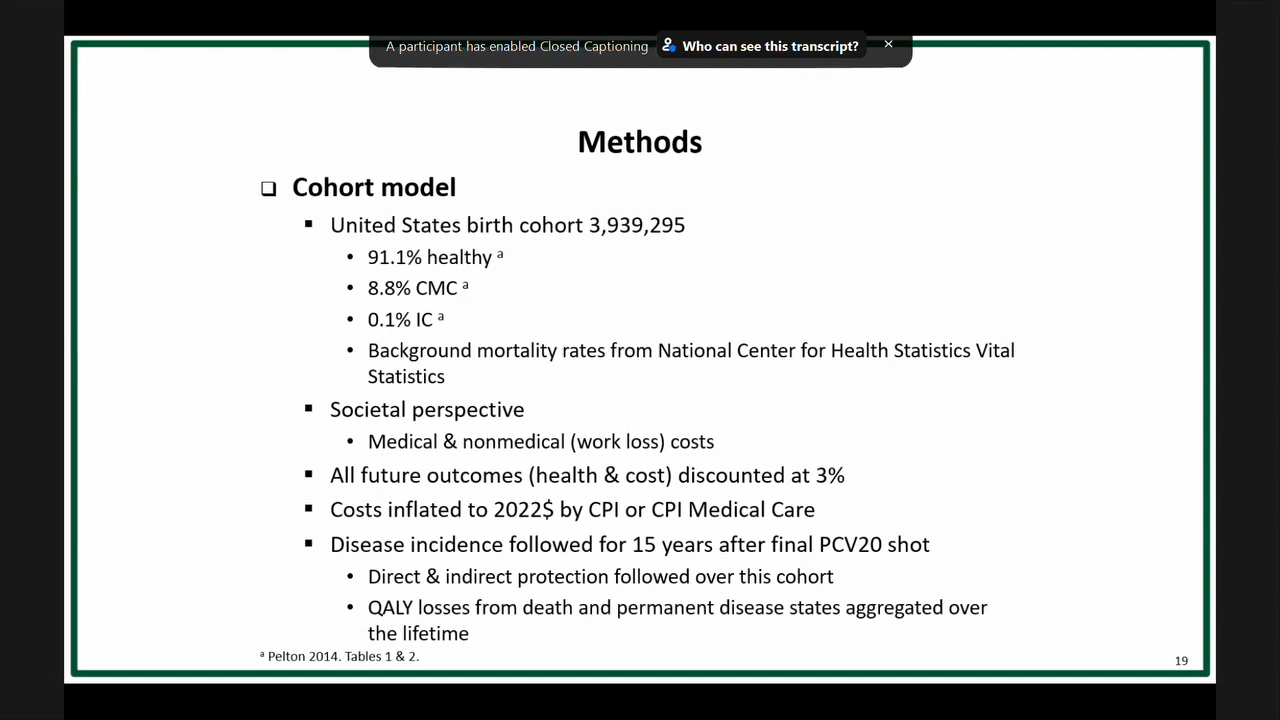 A participant has enabled Closed Captioning Who can see this transcript?
Methods
❑ Cohort model
▪ United States birth cohort 3,939,295
• 91.1% healthy ᵃ
• 8.8% CMC ᵃ
• 0.1% IC ᵃ
• Background mortality rates from National Center for Health Statistics Vital
Statistics
▪ Societal perspective
• Medical & nonmedical (work loss) costs
▪ All future outcomes (health & cost) discounted at 3%
▪ Costs inflated to 2022$ by CPI or CPI Medical Care
▪ Disease incidence followed for 15 years after final PCV20 shot
• Direct & indirect protection followed over this cohort
• QALY losses from death and permanent disease states aggregated over
the lifetime
ᵃ Pelton 2014. Tables 1 & 2.
19